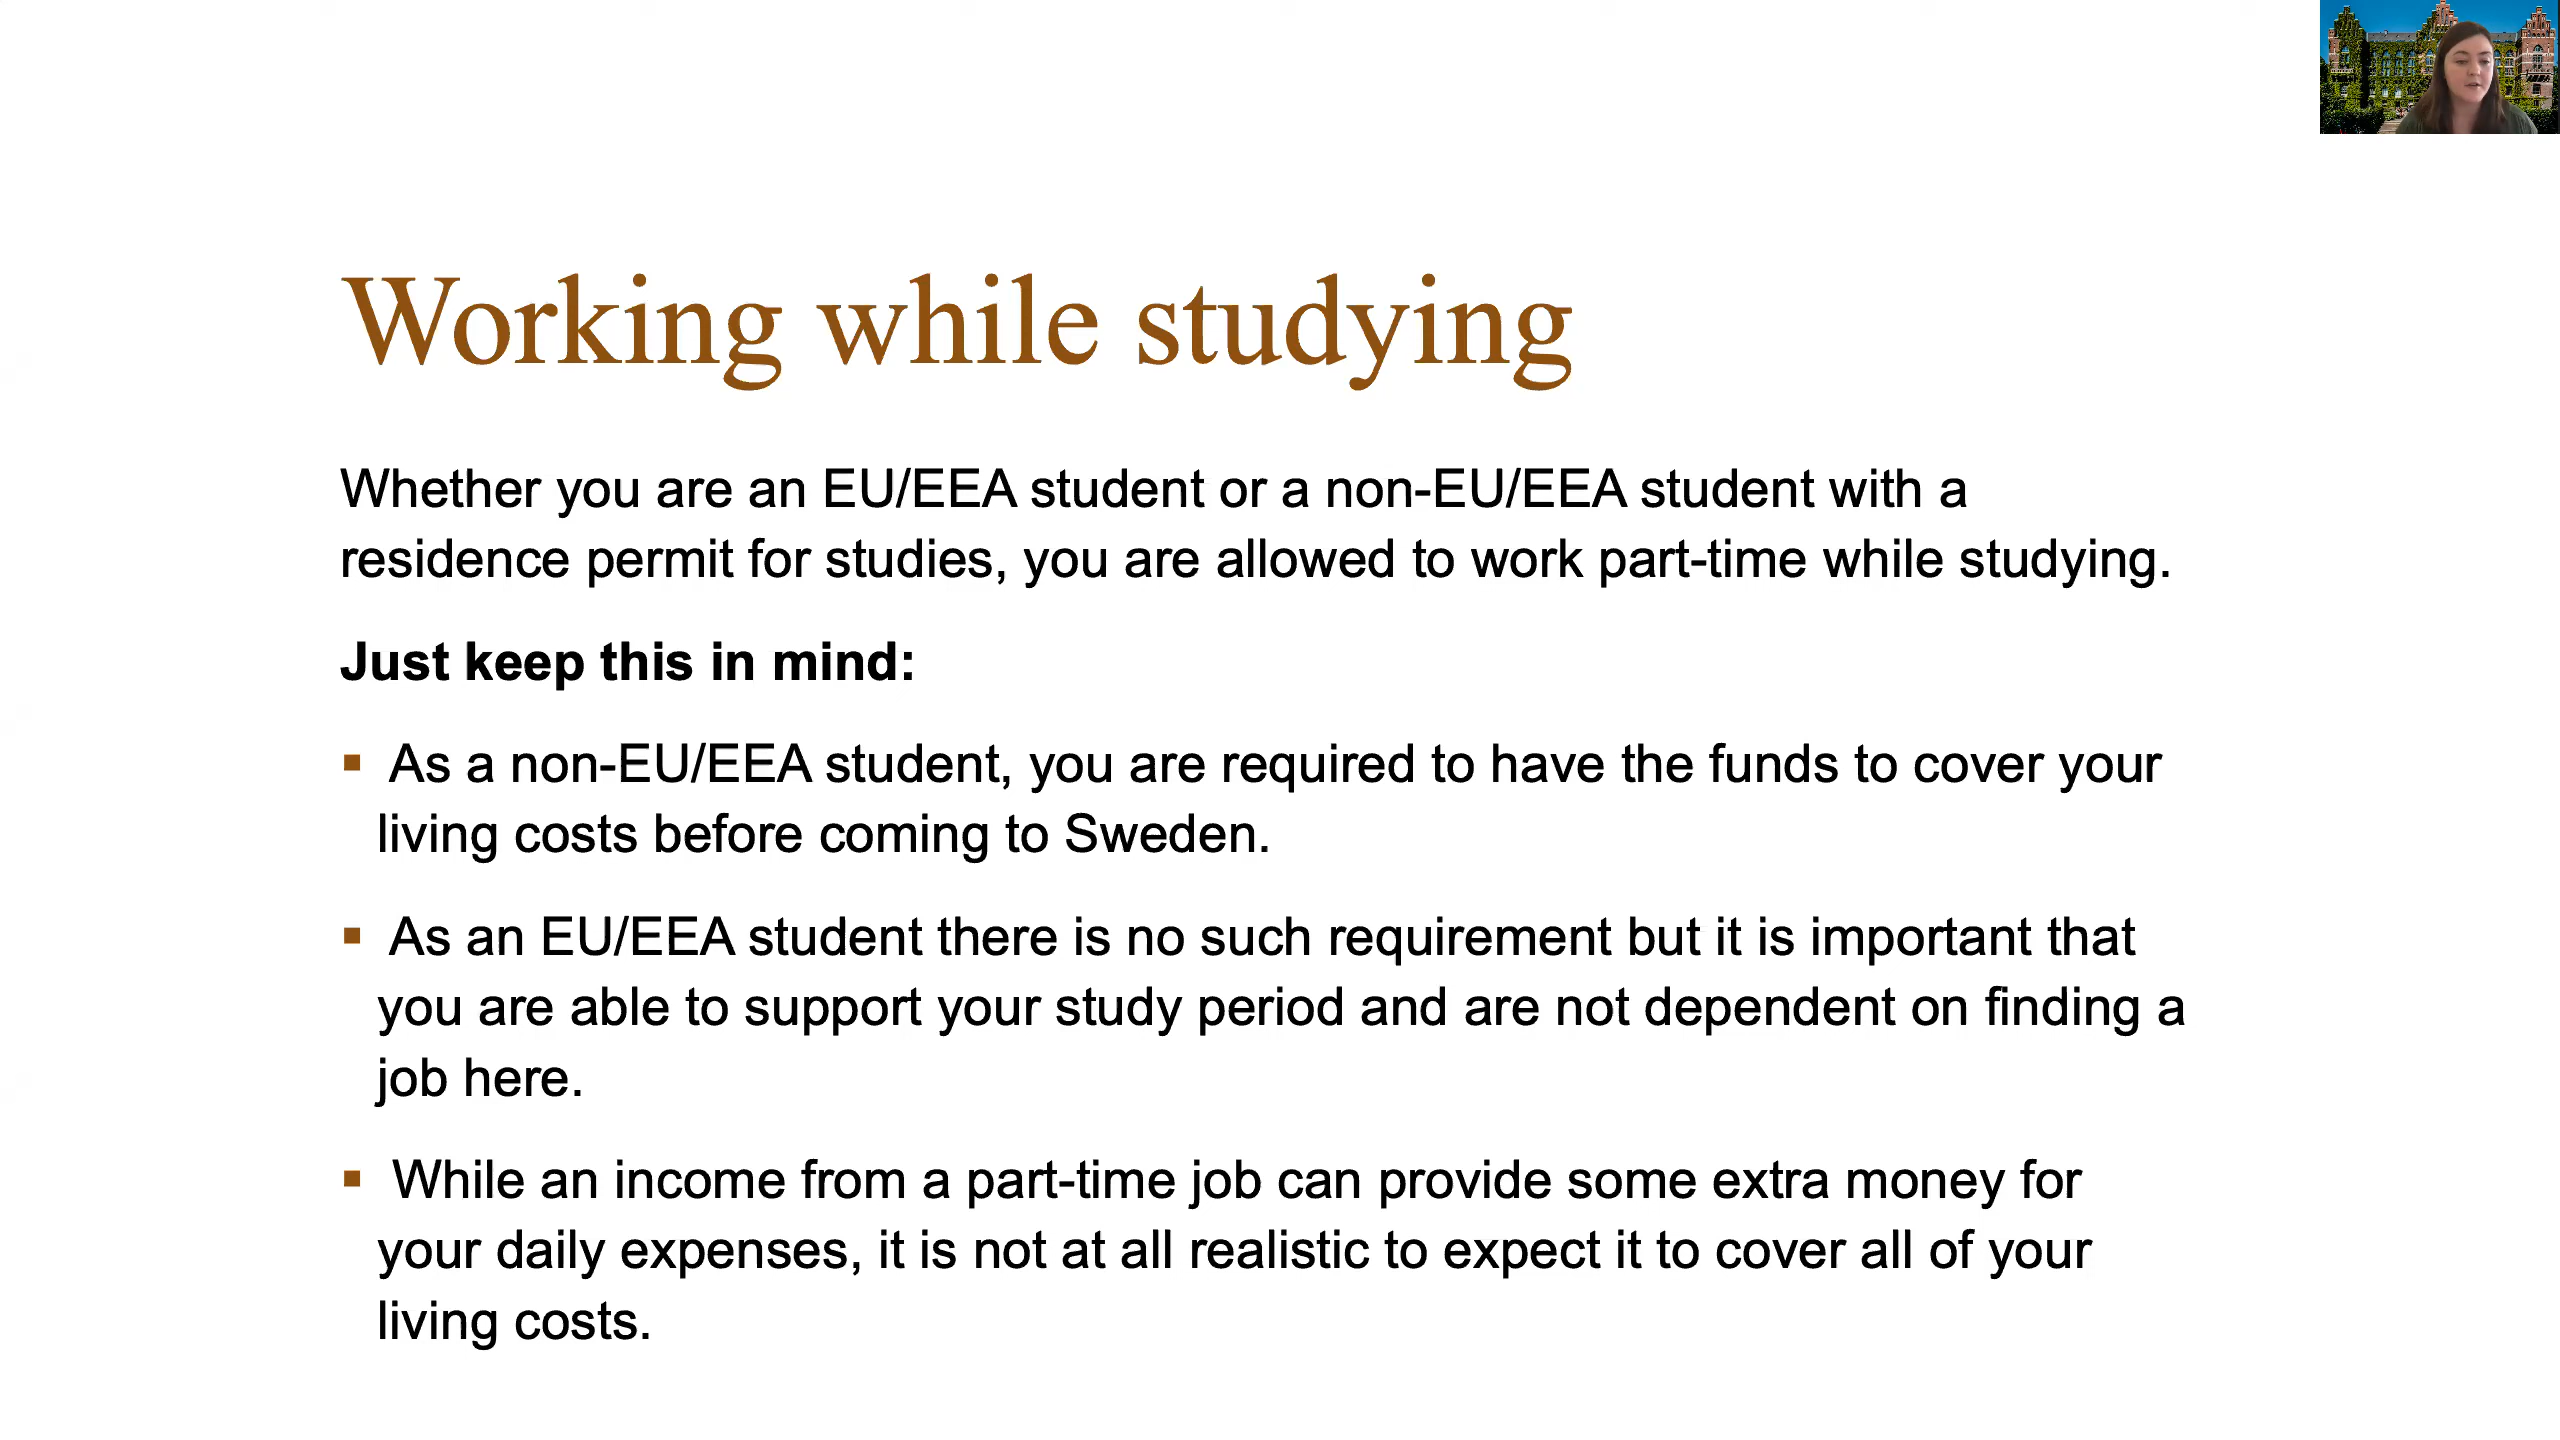 Working while studying
Whether you are an EU/EEA student or a non-EU/EEA student with a
residence permit for studies, you are allowed to work part-time while studying.
Just keep this in mind:
▪ As a non-EU/EEA student, you are required to have the funds to cover your
living costs before coming to Sweden.
▪ As an EU/EEA student there is no such requirement but it is important that
you are able to support your study period and are not dependent on finding a
job here.
▪ While an income from a part-time job can provide some extra money for
your daily expenses, it is not at all realistic to expect it to cover all of your
living costs.